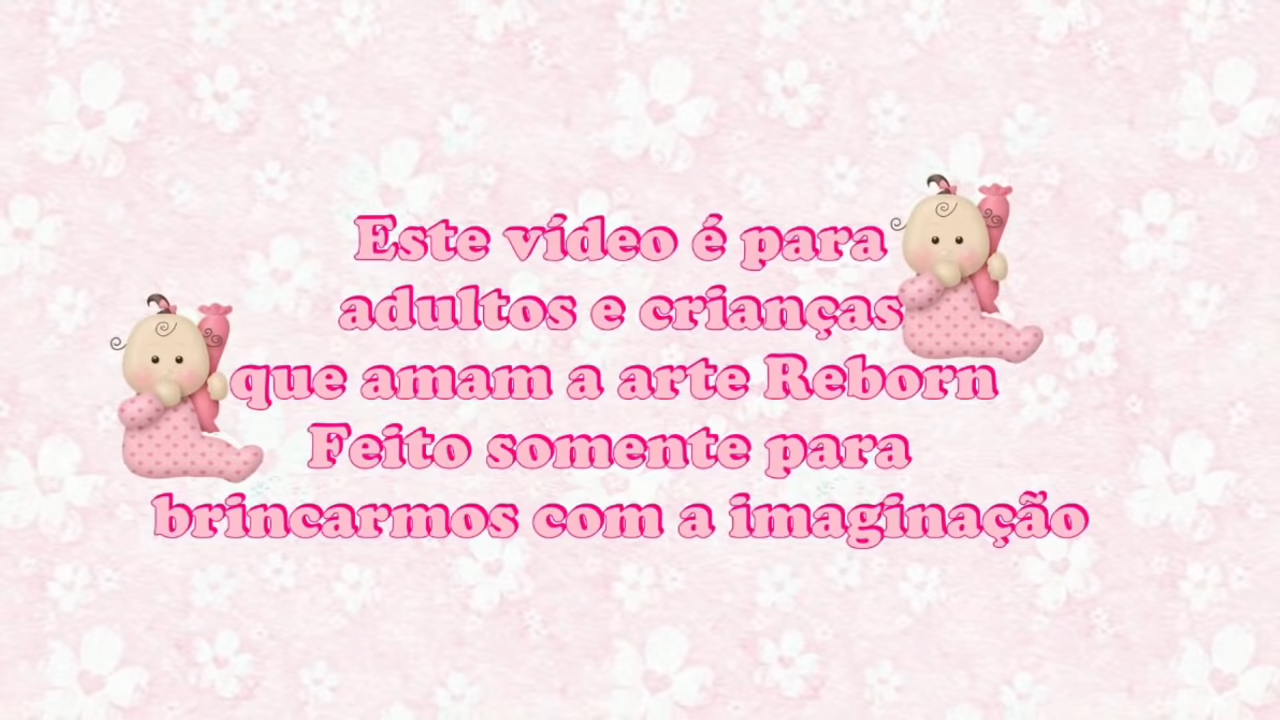 Este vídeo é para
adultos e crianças
que amam a arte Reborn
Feito somente para
brincarmos com a imaginação